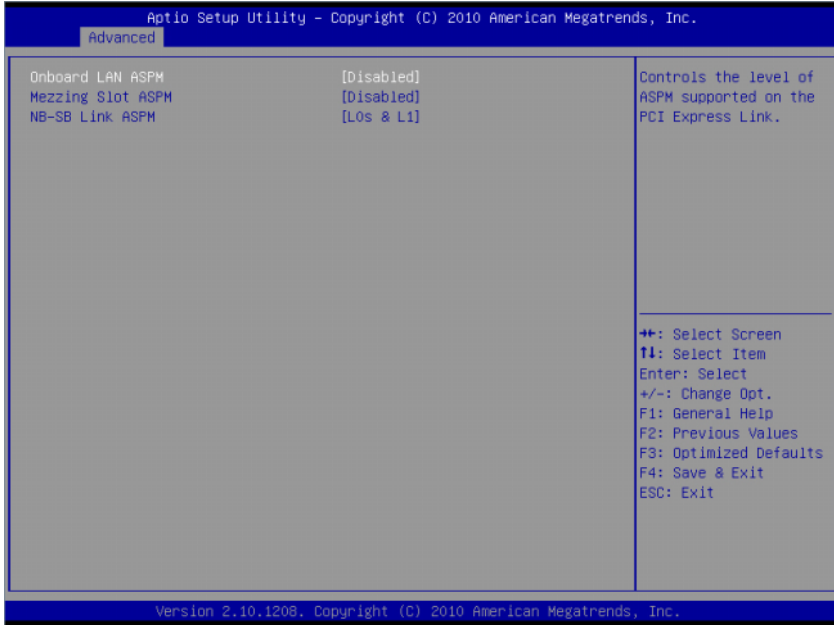 Aptio Setup Utility – Copyright (C) 2010 American Megatrends, Inc.
Advanced
Onboard LAN ASPM [Disabled]
Mezzing Slot ASPM [Disabled]
NB-SB Link ASPM [L0s & L1]
Controls the level of
ASPM supported on the
PCI Express Link.
→←: Select Screen
↑↓: Select Item
Enter: Select
+/-: Change Opt.
F1: General Help
F2: Previous Values
F3: Optimized Defaults
F4: Save & Exit
ESC: Exit
Version 2.10.1208. Copyright (C) 2010 American Megatrends, Inc.